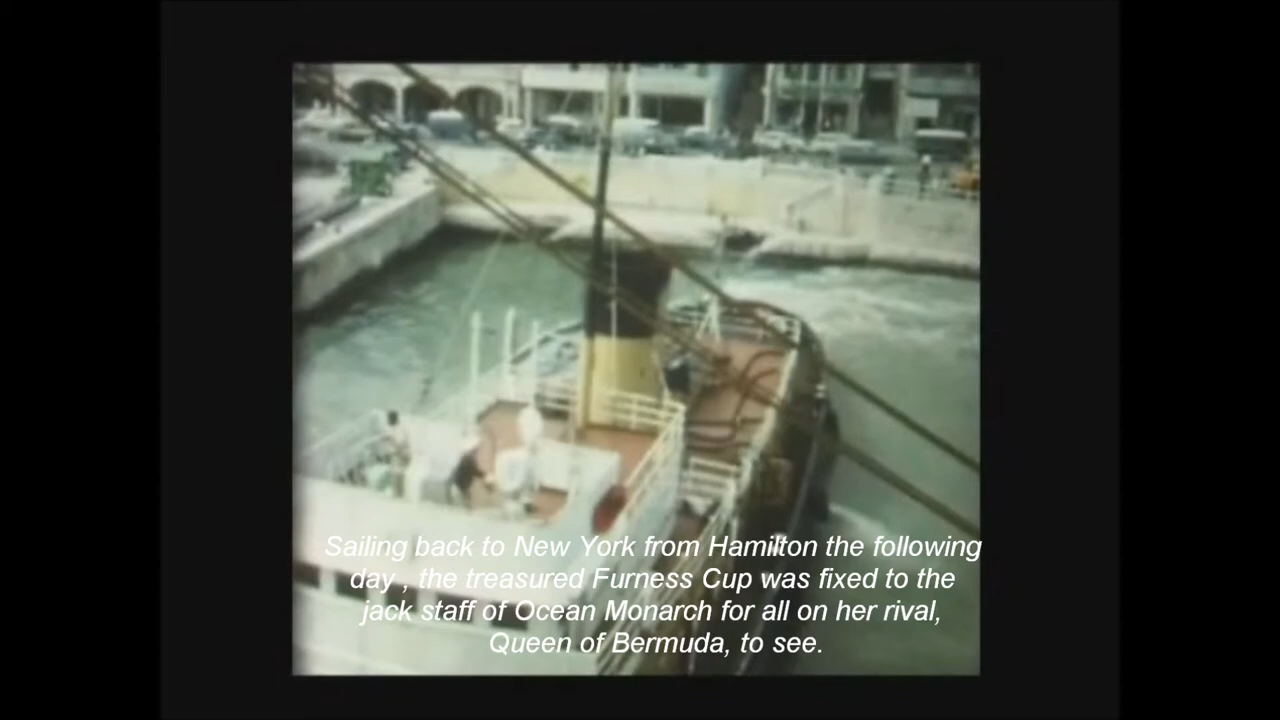 Sailing back to New York from Hamilton the following
day , the treasured Furness Cup was fixed to the
jack staff of Ocean Monarch for all on her rival,
Queen of Bermuda, to see.